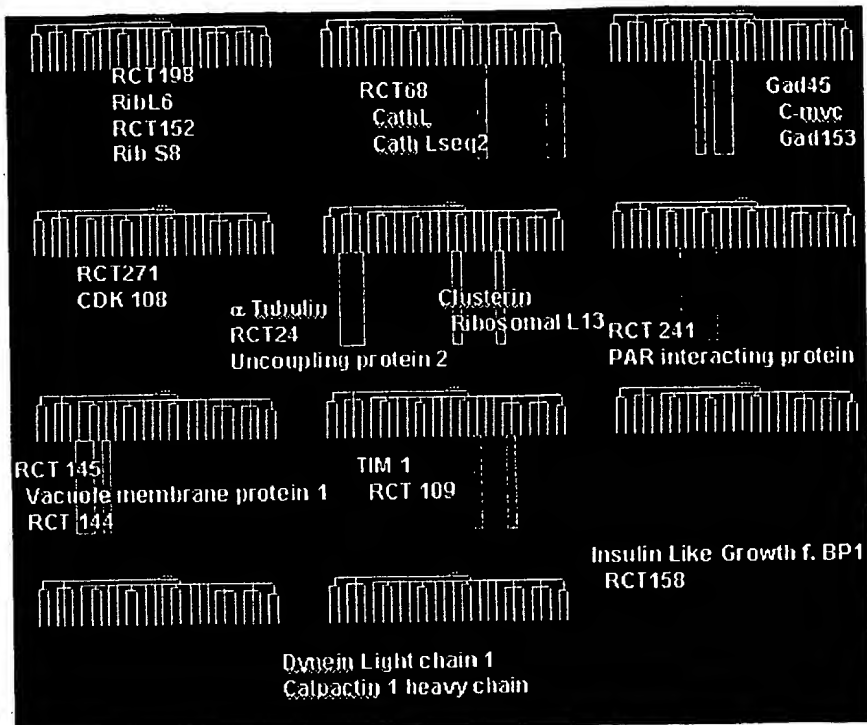 RCT198
RibL6
RCT152
Rib S8
RCT68
CathL
Cath Lseq2
Gad45
C-myc
Gad153
RCT271
CDK 108
α Tubulin
RCT24
Uncoupling protein 2
Clusterin
Ribosomal L13
RCT 241
PAR interacting protein
RCT 145
Vacuole membrane protein 1
RCT 144
TIM 1
RCT 109
Insulin Like Growth f. BP1
RCT158
Dynein Light chain 1
Calpactin 1 heavy chain